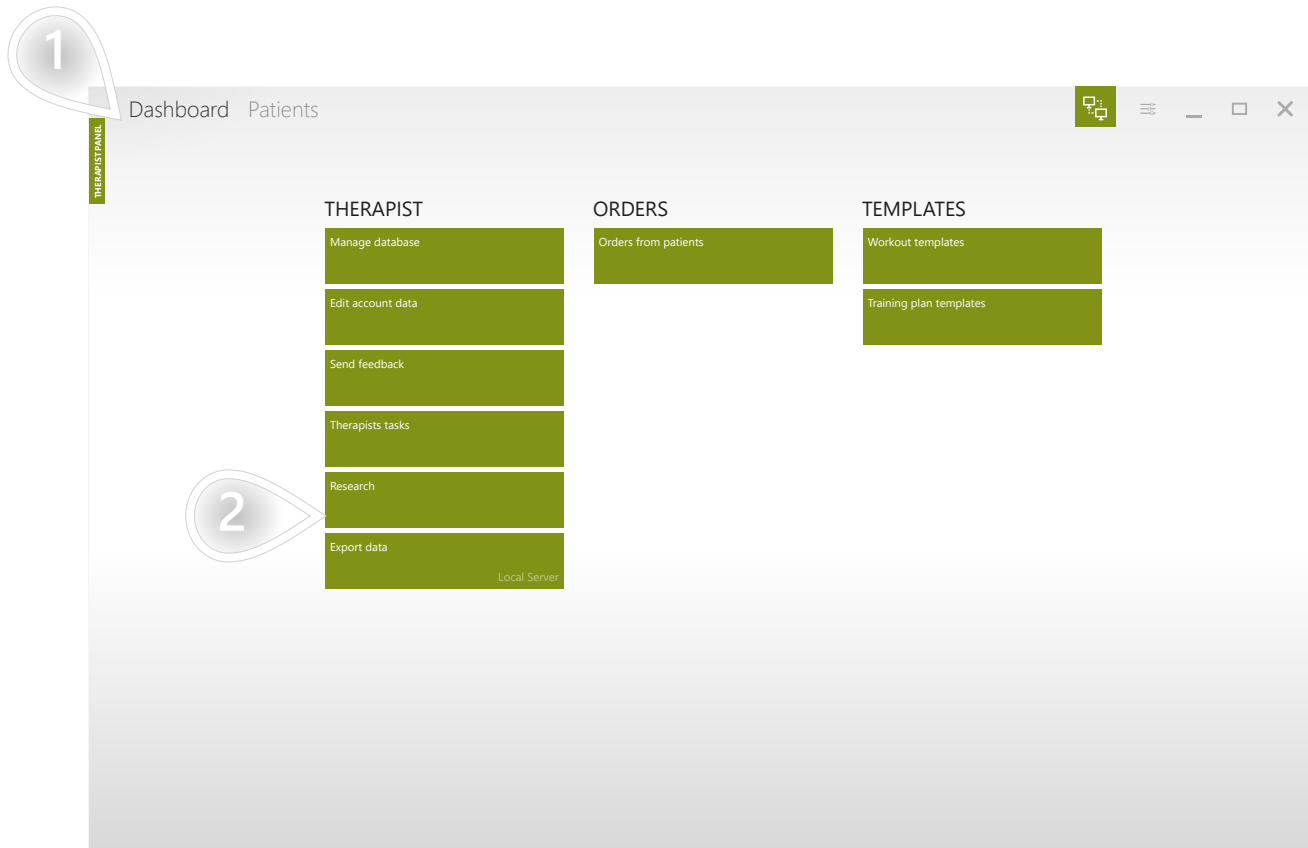 1
Dashboard Patients
THERAPIST PANEL
THERAPIST
Manage database
Edit account data
Send feedback
Therapists tasks
Research
2
Export data
Local Server
ORDERS
Orders from patients
TEMPLATES
Workout templates
Training plan templates